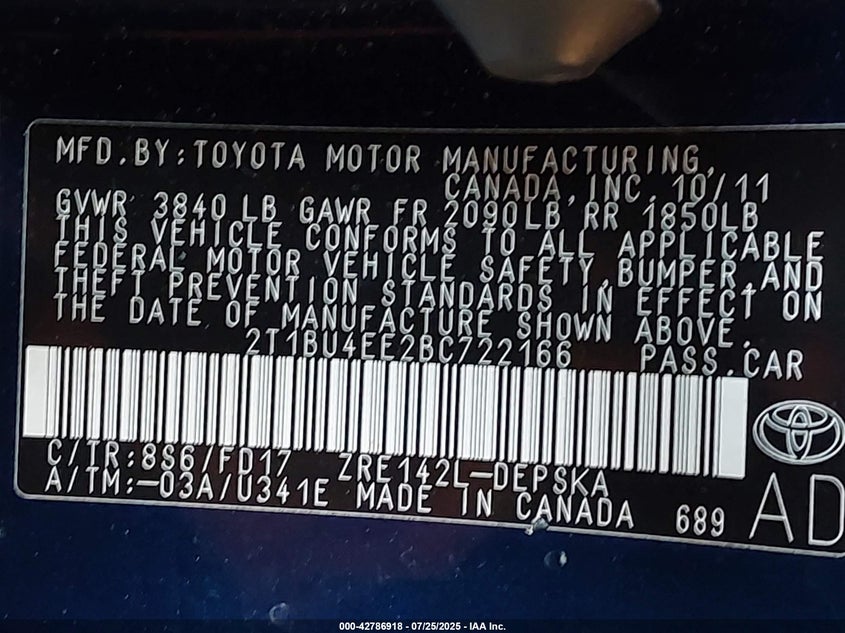 MFD.BY:TOYOTA MOTOR MANUFACTURING,
CANADA,INC. 10/11
GVWR 3840 LB GAWR FR 2090LB RR 1850LB
THIS VEHICLE CONFORMS TO ALL APPLICABLE
FEDERAL MOTOR VEHICLE SAFETY,BUMPER,AND
THEFT PREVENTION STANDARDS IN EFFECT ON
THE DATE OF MANUFACTURE SHOWN ABOVE.
2T1BU4EE2BC722166 PASS.CAR
C/TR:8S6/FD17 ZRE142L-DEPSKA
A/TM:-03A/U341E MADE IN CANADA 689 AD
000-42786918 - 07/25/2025 - IAA Inc.